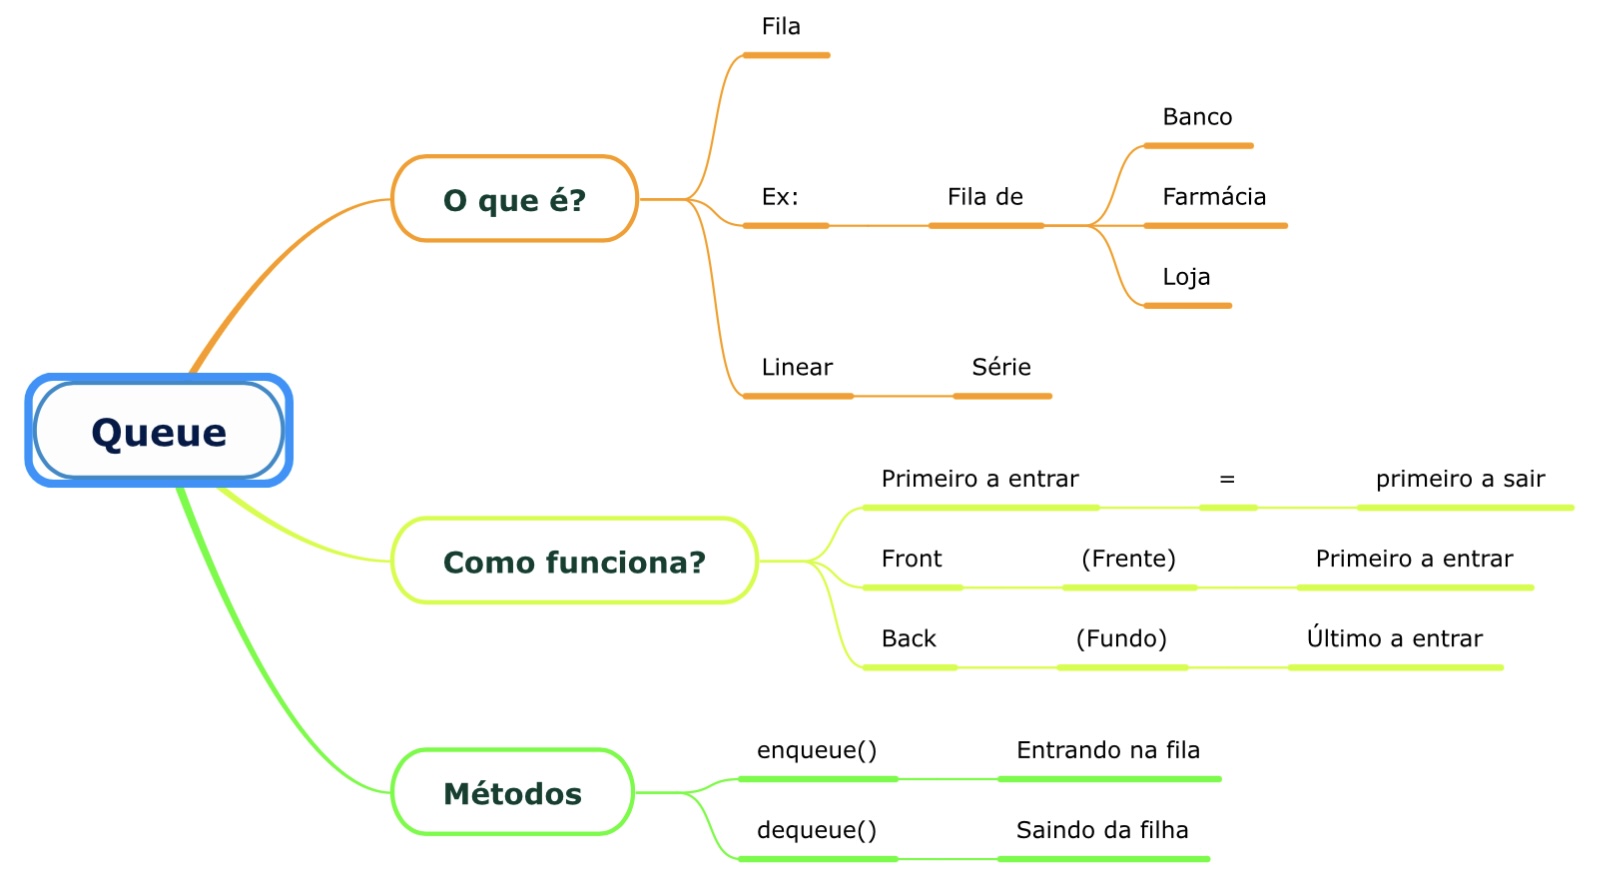 Queue
O que é?
Fila
Ex:
Fila de
Banco
Farmácia
Loja
Linear
Série
Como funciona?
Primeiro a entrar
=
primeiro a sair
Front
(Frente)
Primeiro a entrar
Back
(Fundo)
Último a entrar
Métodos
enqueue()
Entrando na fila
dequeue()
Saindo da filha